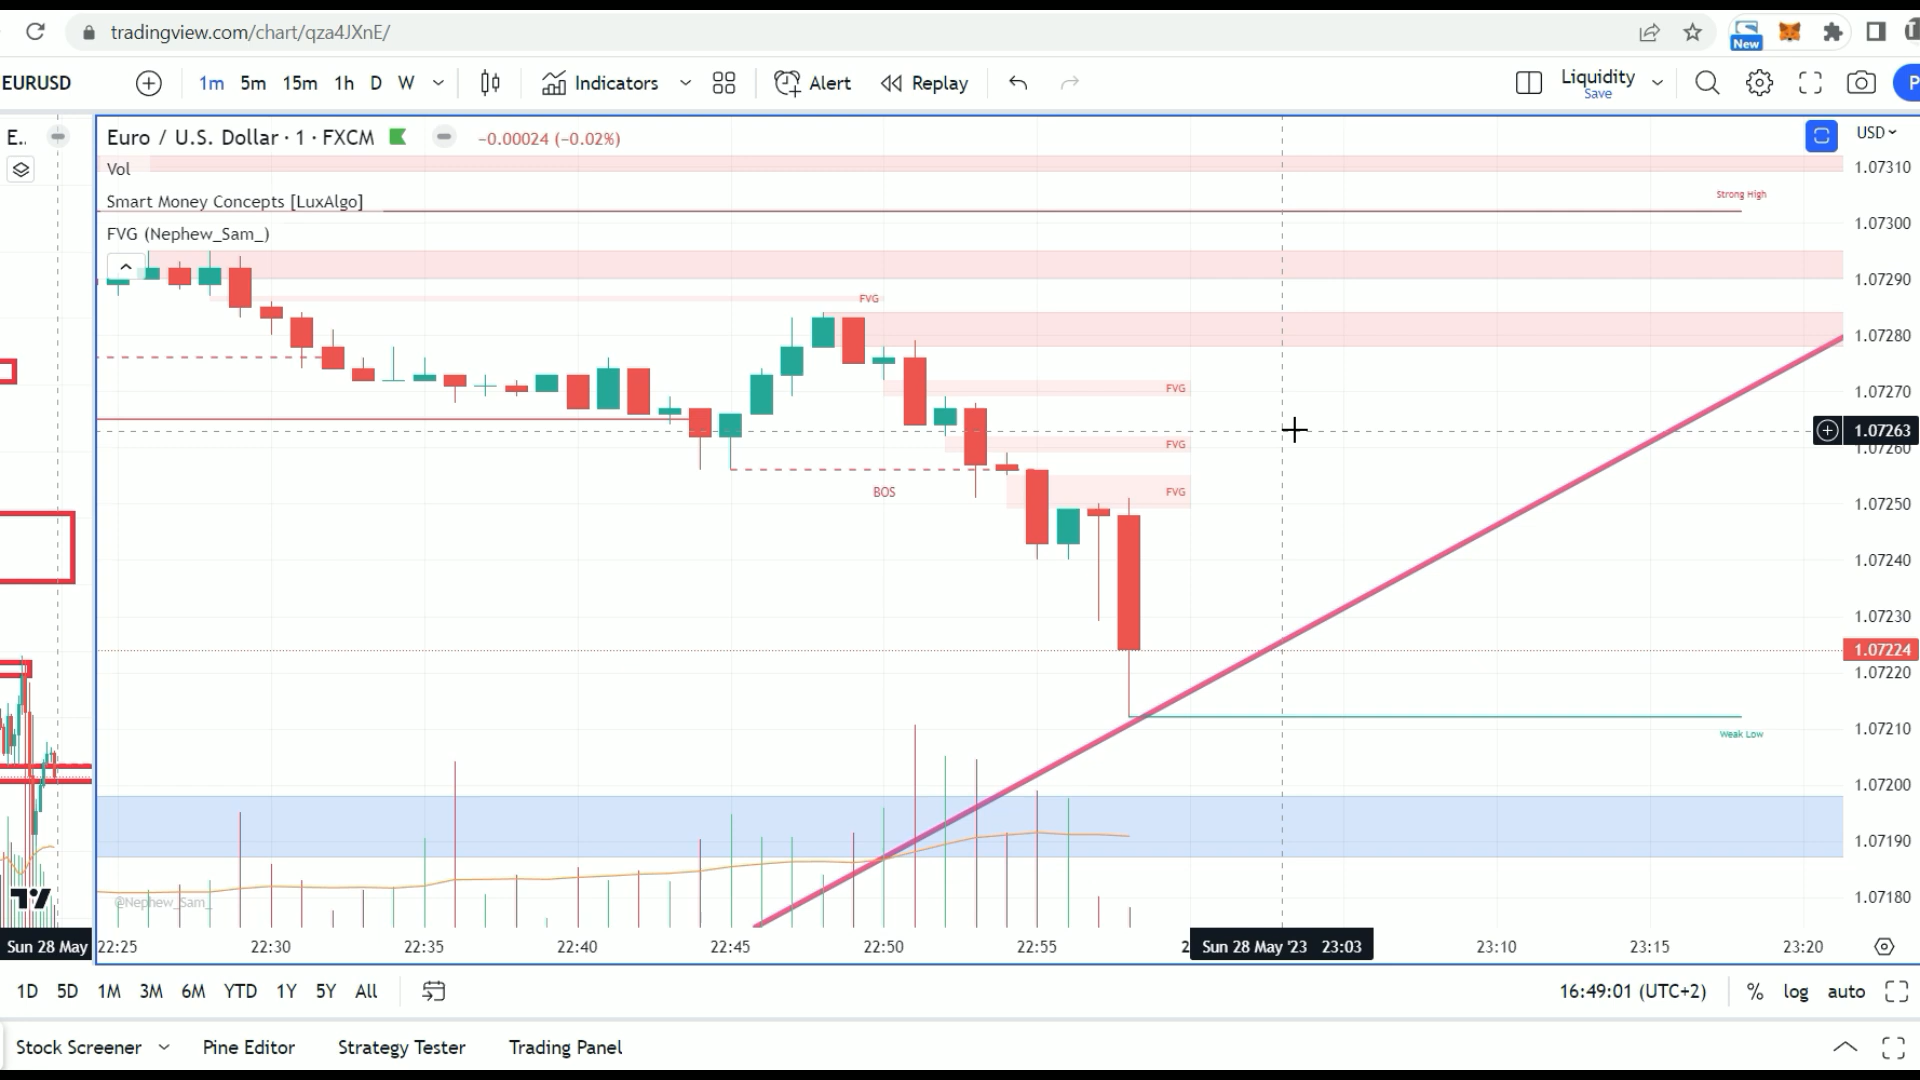 tradingview.com/chart/qza4JXnE/
New
EURUSD
1m 5m 15m 1h D W
Indicators
Alert
Replay
Liquidity
Save
E..
Euro / U.S. Dollar · 1 · FXCM
−0.00024 (−0.02%)
USD
Vol
Smart Money Concepts [LuxAlgo]
FVG (Nephew_Sam_)
Strong High
FVG
FVG
FVG
FVG
BOS
Weak Low
1.07310
1.07300
1.07290
1.07280
1.07270
1.07263
1.07260
1.07250
1.07240
1.07230
1.07224
1.07220
1.07210
1.07200
1.07190
1.07180
@Nephew_Sam_
Sun 28 May
22:25 22:30 22:35 22:40 22:45 22:50 22:55 2 Sun 28 May '23 23:03 23:10 23:15 23:20
1D 5D 1M 3M 6M YTD 1Y 5Y All
16:49:01 (UTC+2) % log auto
Stock Screener Pine Editor Strategy Tester Trading Panel